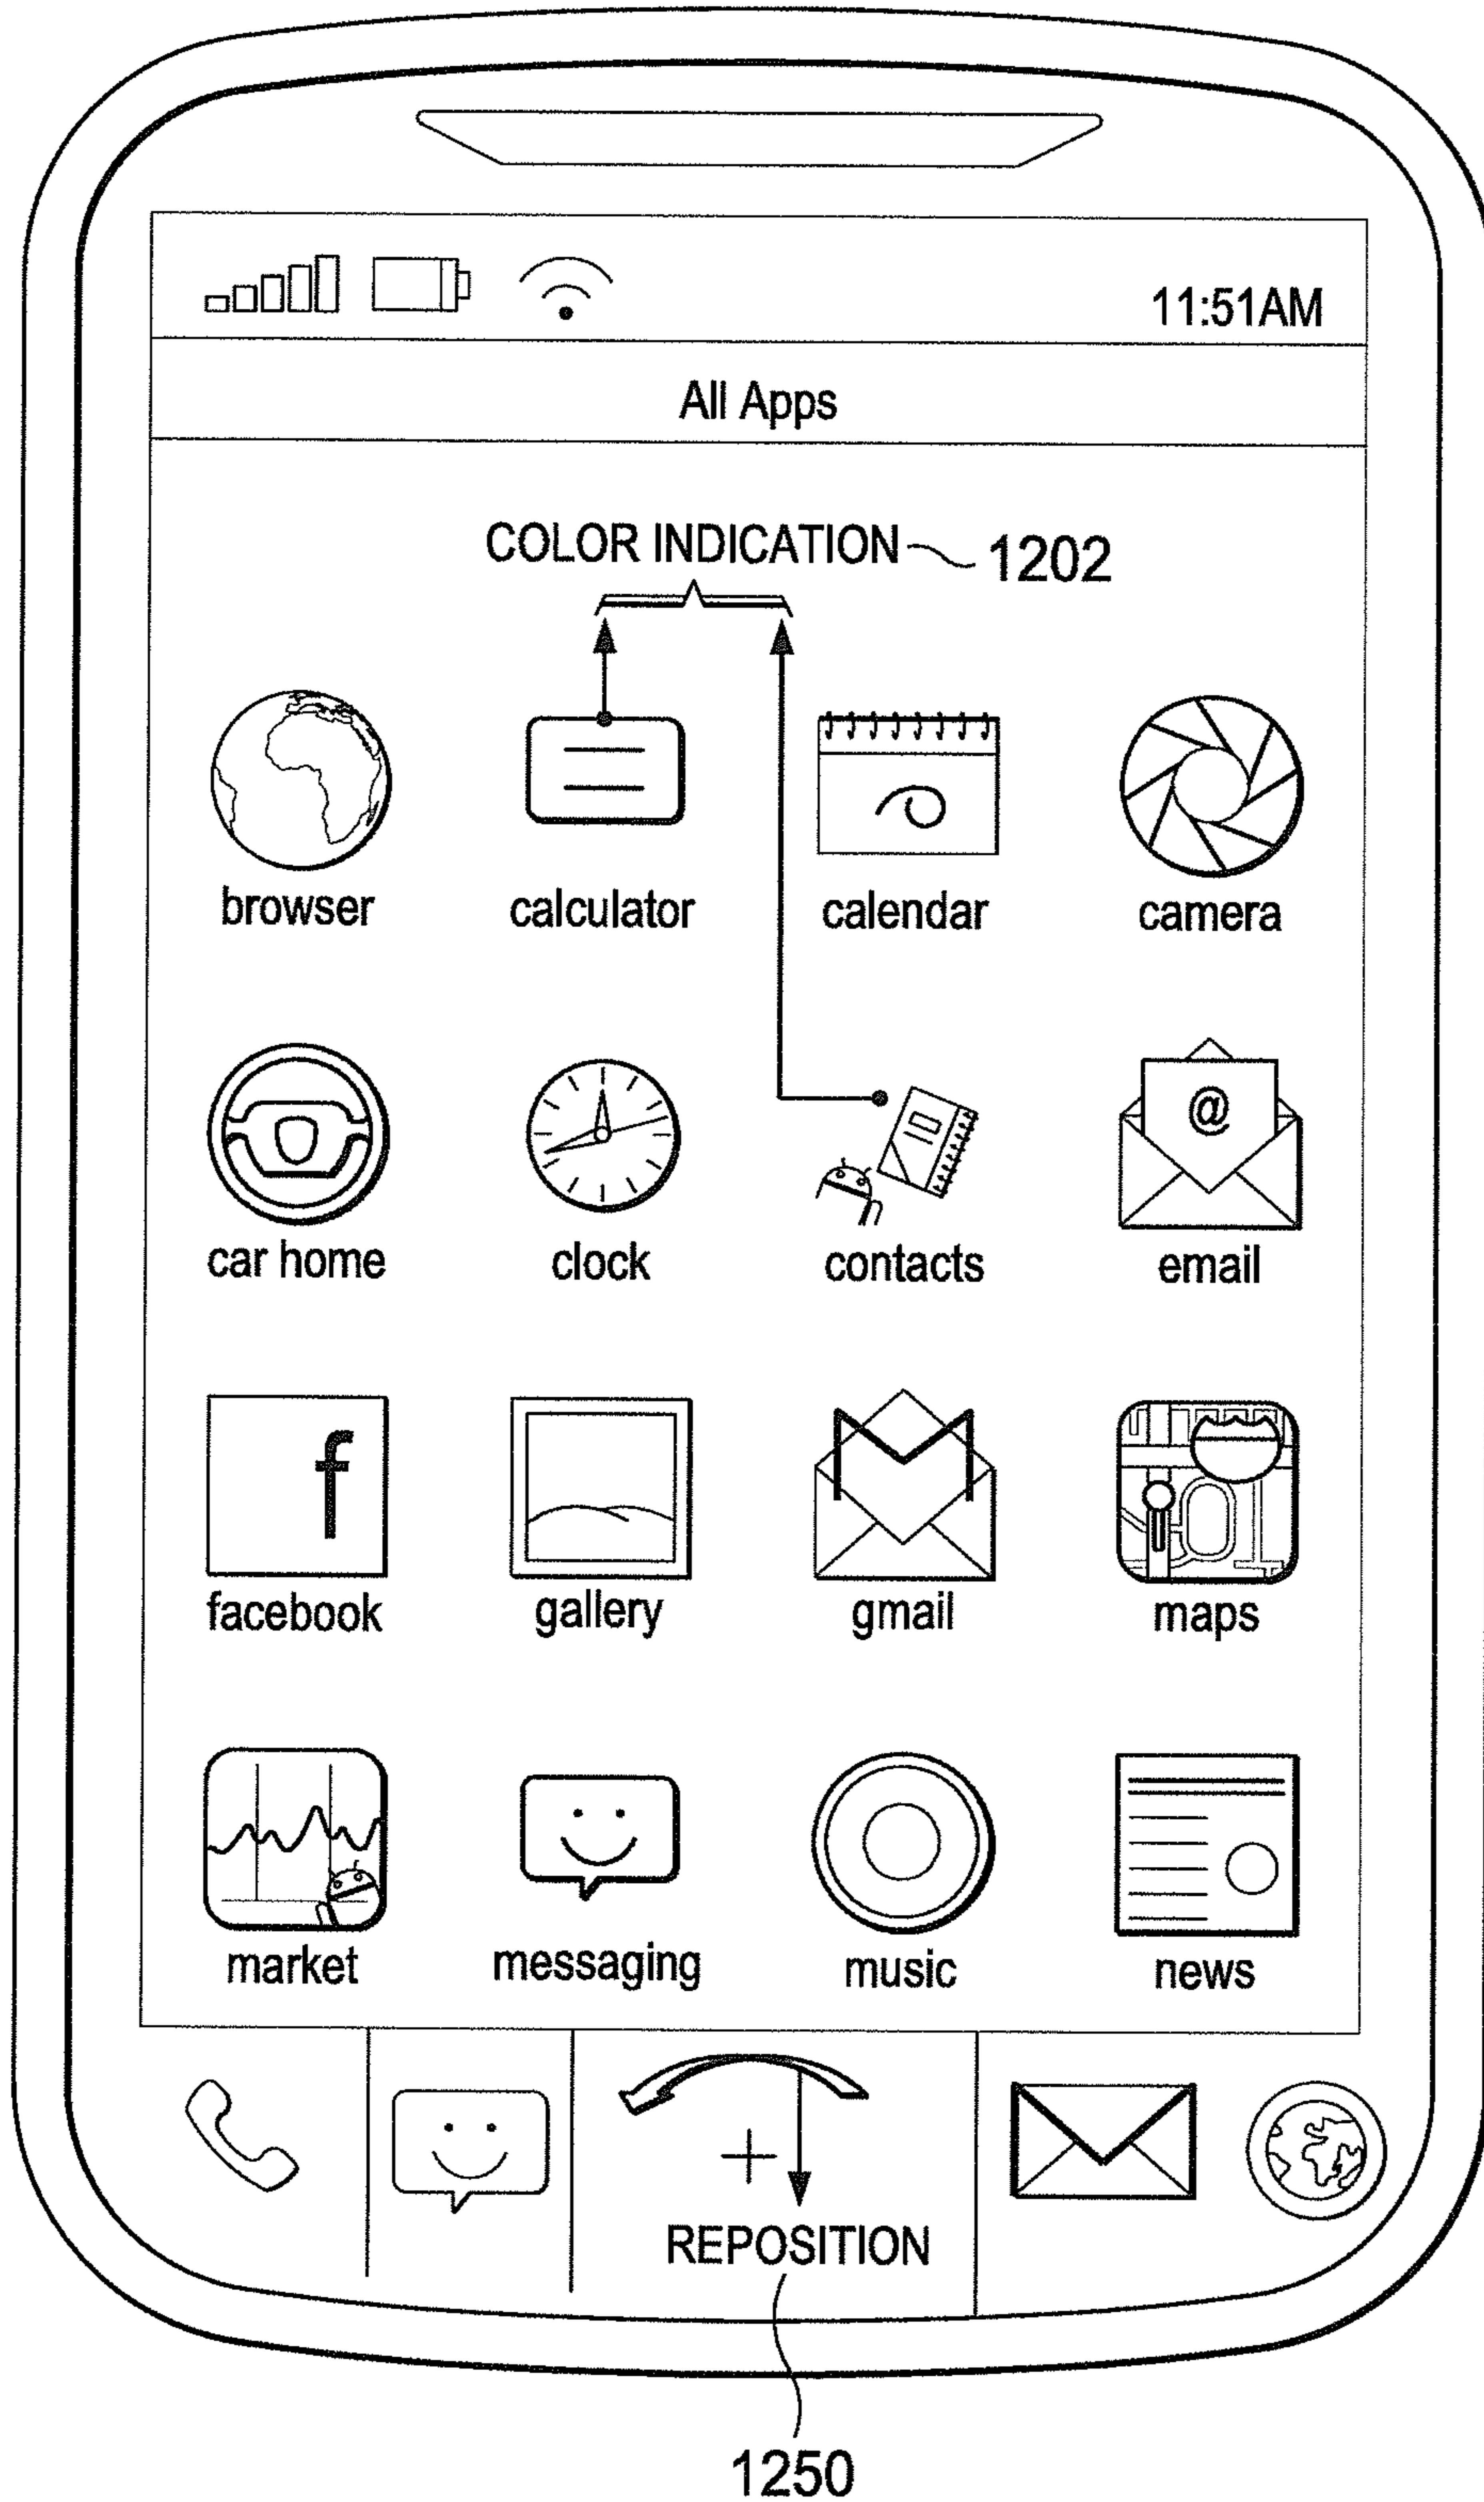 11:51AM
All Apps
COLOR INDICATION 1202
browser calculator calendar camera
@
car home clock contacts email
f
facebook gallery gmail maps
market messaging music news
REPOSITION
1250